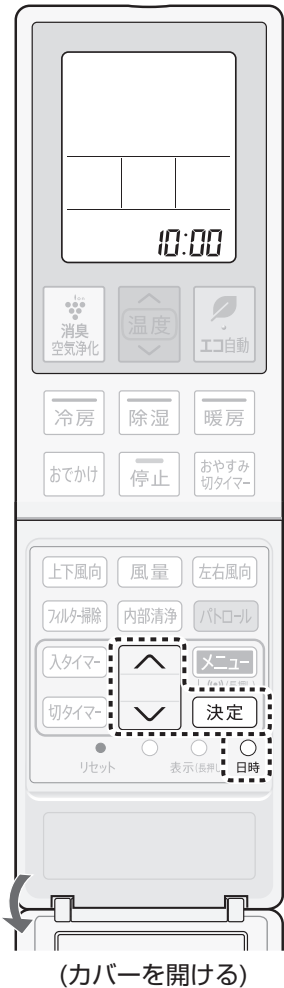 10:00
Ion
消臭
空気浄化
温度
エコ自動
冷房
除湿
暖房
おでかけ
停止
おやすみ
切タイマー
上下風向
風量
左右風向
フィルター掃除
内部清浄
パトロール
入タイマー
メニュー
切タイマー
決定
リセット
表示(長押し
日時
(カバーを開ける)